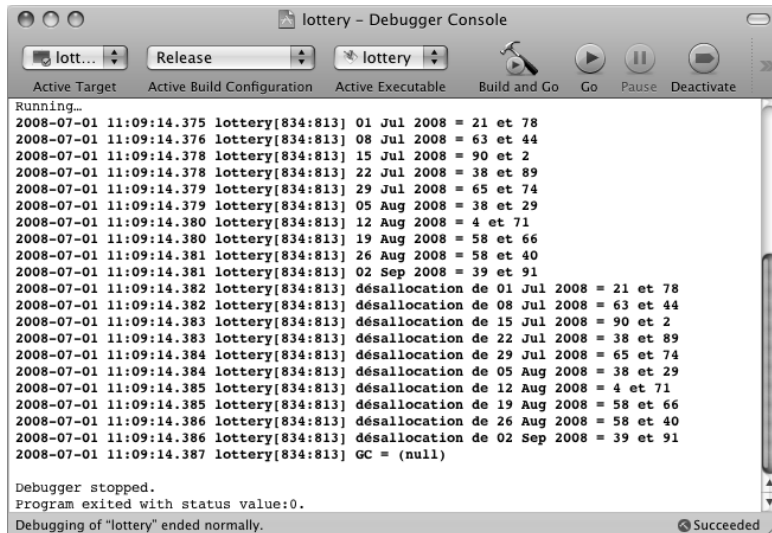 lottery – Debugger Console
lott... Release lottery
Active Target Active Build Configuration Active Executable Build and Go Go Pause Deactivate
Running…
2008-07-01 11:09:14.375 lottery[834:813] 01 Jul 2008 = 21 et 78
2008-07-01 11:09:14.376 lottery[834:813] 08 Jul 2008 = 63 et 44
2008-07-01 11:09:14.378 lottery[834:813] 15 Jul 2008 = 90 et 2
2008-07-01 11:09:14.378 lottery[834:813] 22 Jul 2008 = 38 et 89
2008-07-01 11:09:14.379 lottery[834:813] 29 Jul 2008 = 65 et 74
2008-07-01 11:09:14.379 lottery[834:813] 05 Aug 2008 = 38 et 29
2008-07-01 11:09:14.380 lottery[834:813] 12 Aug 2008 = 4 et 71
2008-07-01 11:09:14.380 lottery[834:813] 19 Aug 2008 = 58 et 66
2008-07-01 11:09:14.381 lottery[834:813] 26 Aug 2008 = 58 et 40
2008-07-01 11:09:14.381 lottery[834:813] 02 Sep 2008 = 39 et 91
2008-07-01 11:09:14.382 lottery[834:813] désallocation de 01 Jul 2008 = 21 et 78
2008-07-01 11:09:14.382 lottery[834:813] désallocation de 08 Jul 2008 = 63 et 44
2008-07-01 11:09:14.383 lottery[834:813] désallocation de 15 Jul 2008 = 90 et 2
2008-07-01 11:09:14.383 lottery[834:813] désallocation de 22 Jul 2008 = 38 et 89
2008-07-01 11:09:14.384 lottery[834:813] désallocation de 29 Jul 2008 = 65 et 74
2008-07-01 11:09:14.384 lottery[834:813] désallocation de 05 Aug 2008 = 38 et 29
2008-07-01 11:09:14.385 lottery[834:813] désallocation de 12 Aug 2008 = 4 et 71
2008-07-01 11:09:14.385 lottery[834:813] désallocation de 19 Aug 2008 = 58 et 66
2008-07-01 11:09:14.386 lottery[834:813] désallocation de 26 Aug 2008 = 58 et 40
2008-07-01 11:09:14.386 lottery[834:813] désallocation de 02 Sep 2008 = 39 et 91
2008-07-01 11:09:14.387 lottery[834:813] GC = (null)
Debugger stopped.
Program exited with status value:0.
Debugging of “lottery” ended normally. Succeeded